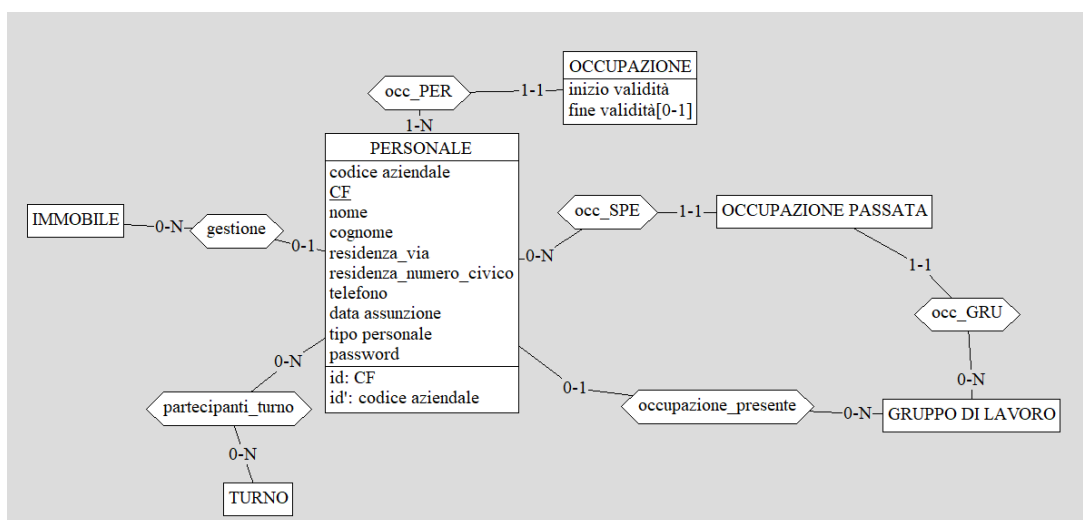 OCCUPAZIONE
inizio validità
fine validità[0-1]
occ_PER
1-1
1-N
PERSONALE
codice aziendale
CF
nome
cognome
residenza_via
residenza_numero_civico
telefono
data assunzione
tipo personale
password
id: CF
id': codice aziendale
IMMOBILE
0-N
gestione
0-1
occ_SPE
1-1
OCCUPAZIONE PASSATA
0-N
1-1
occ_GRU
0-N
0-N
partecipanti_turno
0-N
TURNO
0-1
occupazione_presente
0-N
GRUPPO DI LAVORO